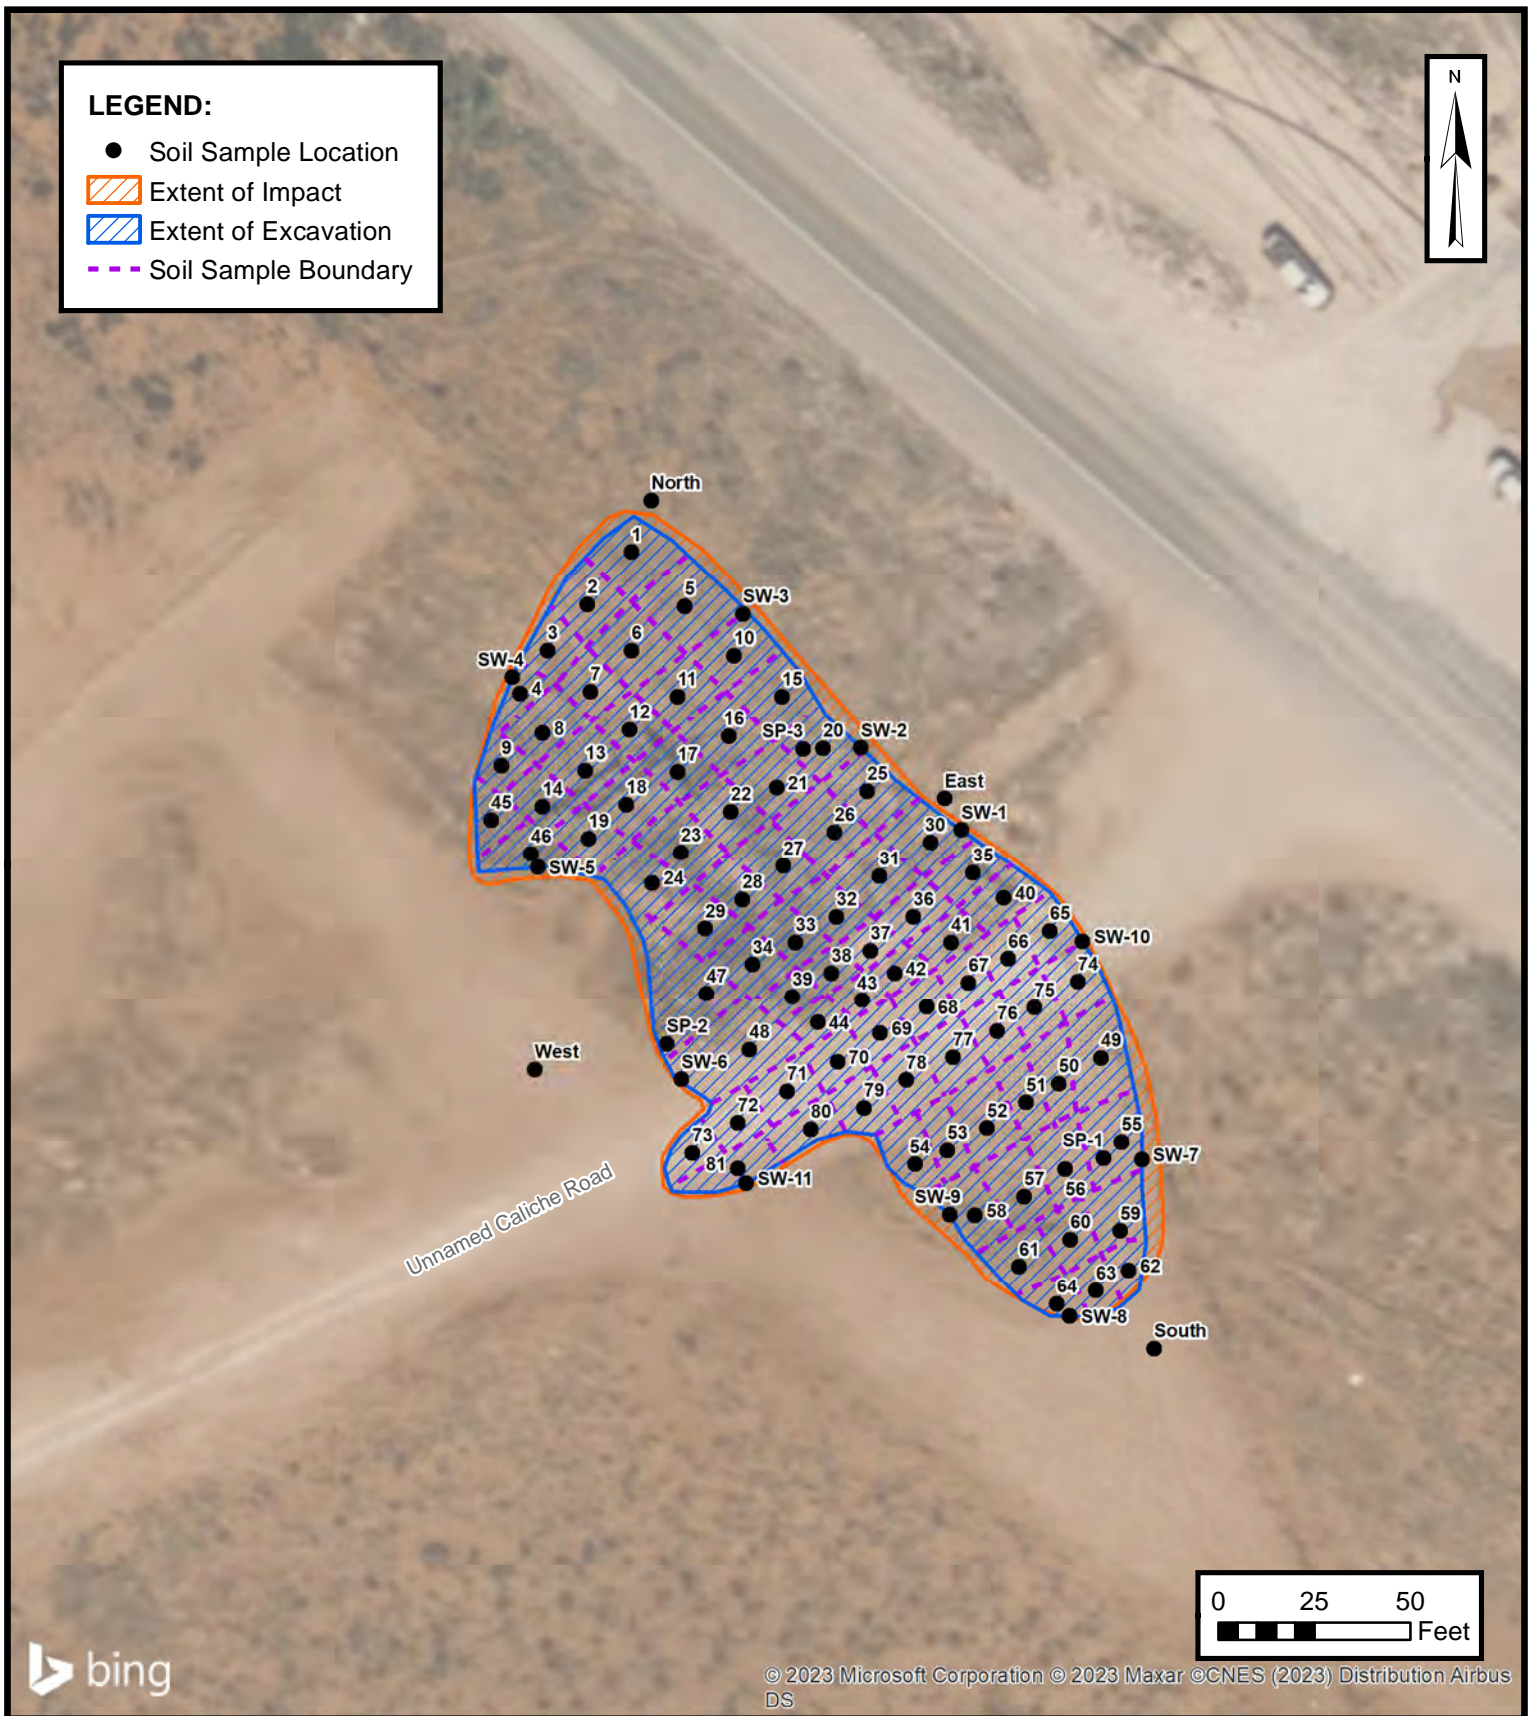 LEGEND:
Soil Sample Location
Extent of Impact
Extent of Excavation
Soil Sample Boundary
N
North
1
2
5
SW-3
3
6
10
SW-4
4
7
11
15
8
12
16
SP-3
20
SW-2
9
13
17
21
25
East
14
18
22
SW-1
45
19
26
30
46
23
27
31
35
SW-5
24
28
32
36
40
29
33
37
41
65
SW-10
34
38
42
66
74
47
39
43
67
75
SP-2
48
44
68
76
West
SW-6
69
77
49
70
78
50
71
79
51
72
80
52
55
73
53
SP-1
SW-7
81
54
56
SW-11
57
Unnamed Caliche Road
SW-9
58
59
60
61
62
63
64
SW-8
South
0 25 50
Feet
bing
© 2023 Microsoft Corporation © 2023 Maxar ©CNES (2023) Distribution Airbus
DS